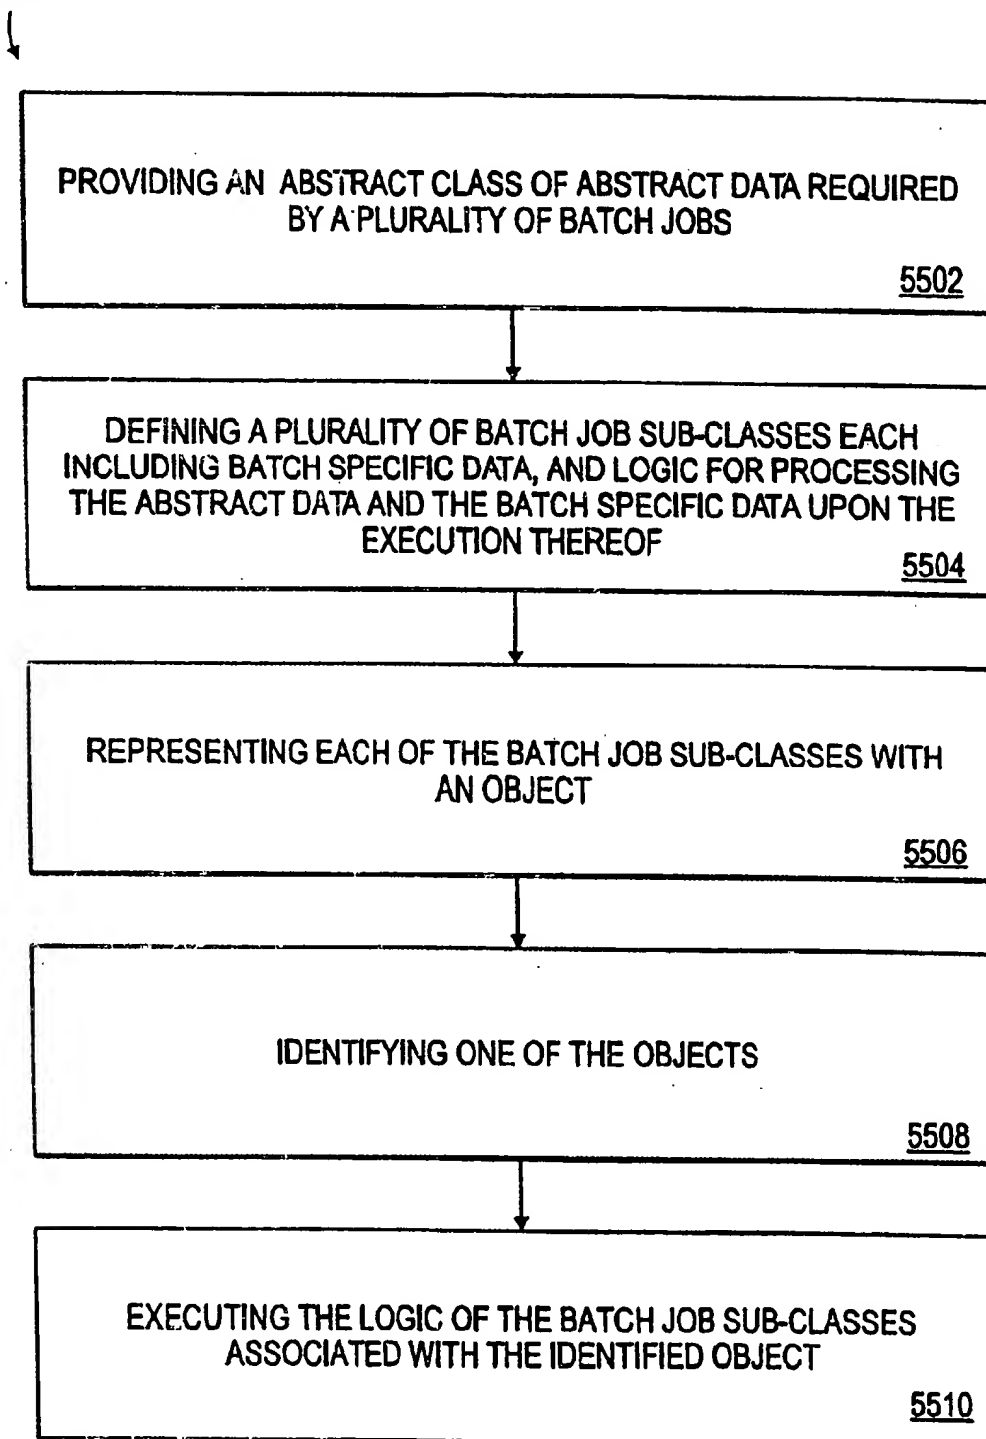 PROVIDING AN ABSTRACT CLASS OF ABSTRACT DATA REQUIRED
BY A PLURALITY OF BATCH JOBS
5502
DEFINING A PLURALITY OF BATCH JOB SUB-CLASSES EACH
INCLUDING BATCH SPECIFIC DATA, AND LOGIC FOR PROCESSING
THE ABSTRACT DATA AND THE BATCH SPECIFIC DATA UPON THE
EXECUTION THEREOF
5504
REPRESENTING EACH OF THE BATCH JOB SUB-CLASSES WITH
AN OBJECT
5506
IDENTIFYING ONE OF THE OBJECTS
5508
EXECUTING THE LOGIC OF THE BATCH JOB SUB-CLASSES
ASSOCIATED WITH THE IDENTIFIED OBJECT
5510